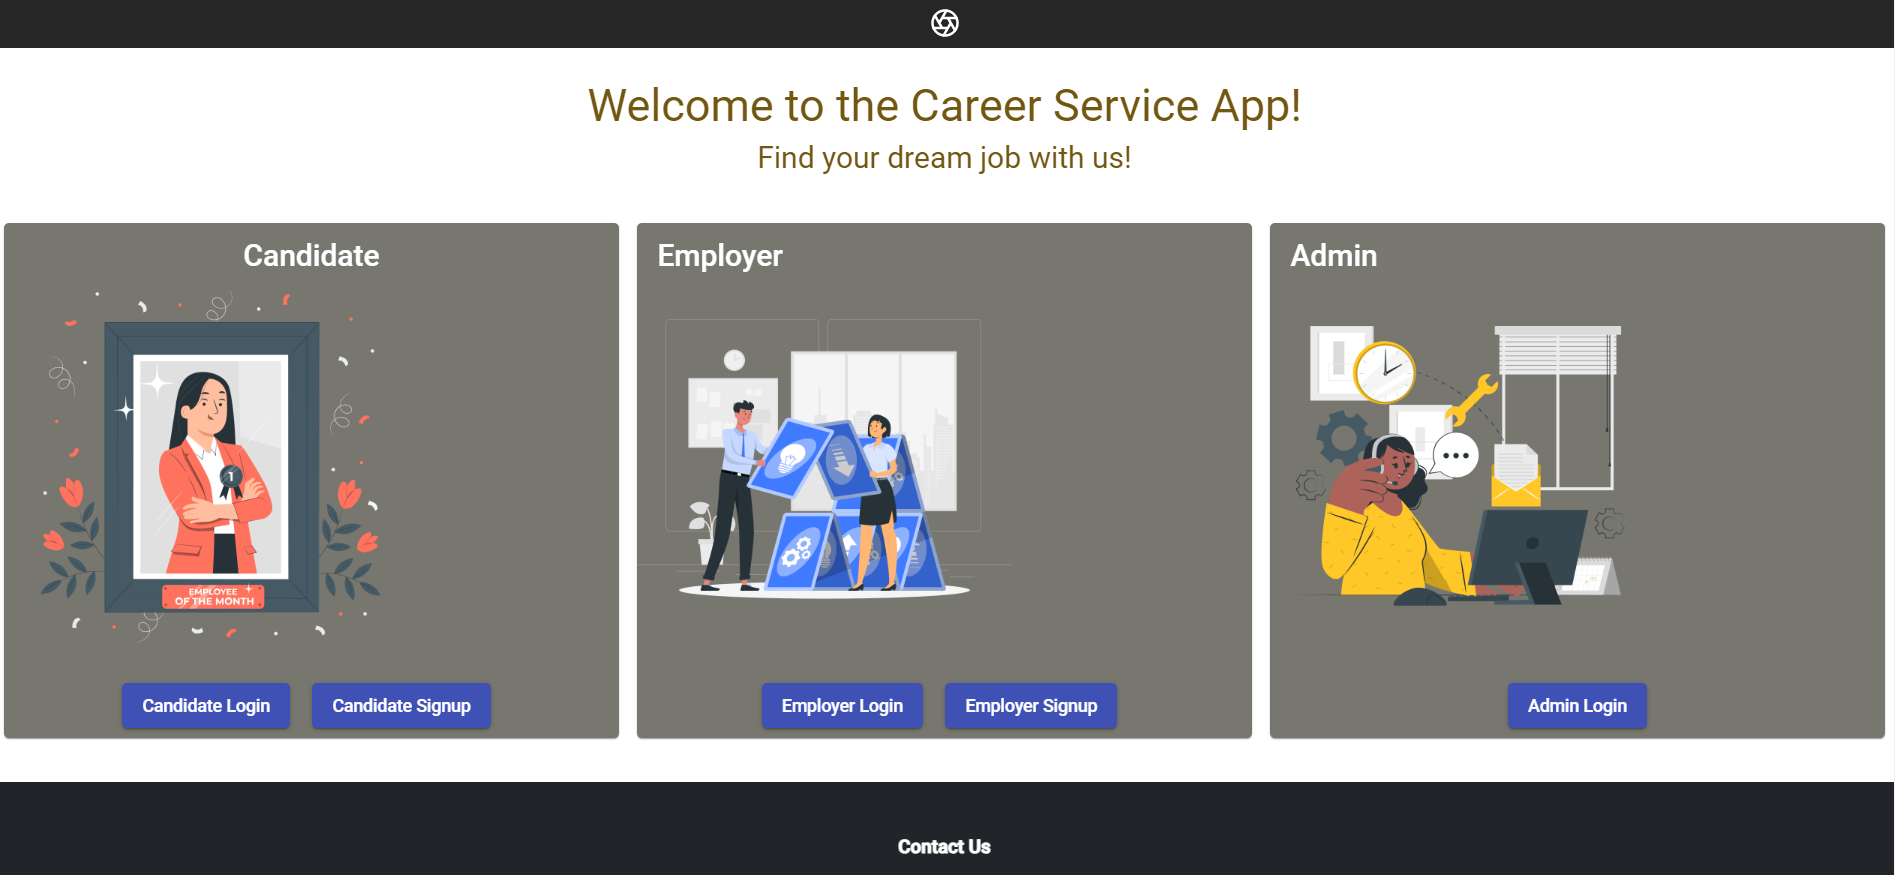 Welcome to the Career Service App!
Find your dream job with us!
Candidate
1
EMPLOYEE
OF THE MONTH
Candidate Login
Candidate Signup
Employer
Employer Login
Employer Signup
Admin
Admin Login
Contact Us